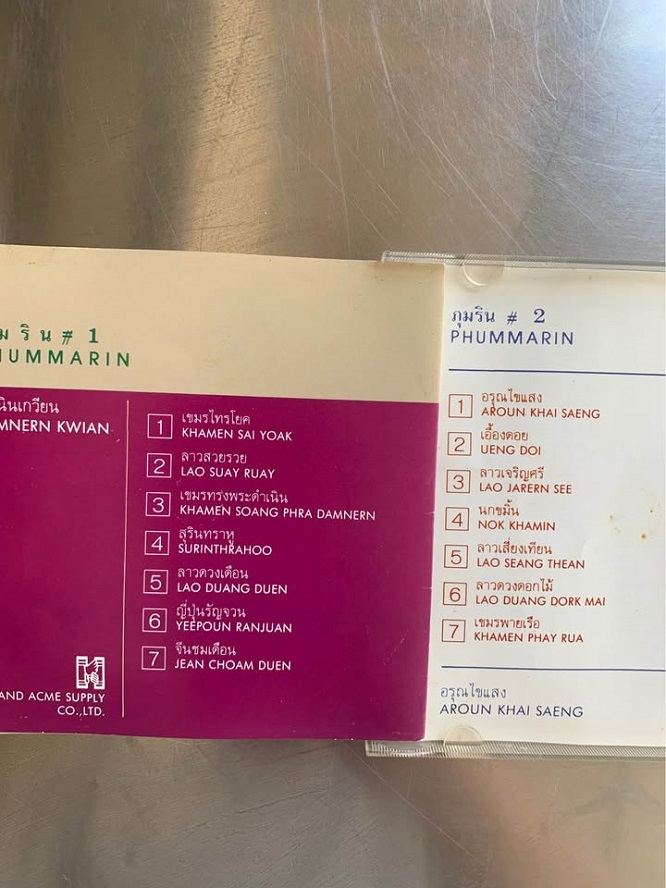 ม ริ น # 1
UMMARIN
นินเกวียน
MNERN KWIAN
1 เขมรไทรโยค
KHAMEN SAI YOAK
2 ลาวสวยรวย
LAO SUAY RUAY
3 เขมรทรงพระดำเนิน
KHAMEN SOANG PHRA DAMNERN
4 สุรินทราหู
SURINTHRAHOO
5 ลาวดวงเดือน
LAO DUANG DUEN
6 ญี่ปุ่นรัญจวน
YEEPOUN RANJUAN
7 จีนชมเดือน
JEAN CHOAM DUEN
AND ACME SUPPLY
CO.,LTD.
ภุมริน # 2
PHUMMARIN
1 อรุณไขแสง
AROUN KHAI SAENG
2 เอื้องดอย
UENG DOI
3 ลาวเจริญศรี
LAO JARERN SEE
4 นกขมิ้น
NOK KHAMIN
5 ลาวเสี่ยงเทียน
LAO SEANG THEAN
6 ลาวดวงดอกไม้
LAO DUANG DORK MAI
7 เขมรพายเรือ
KHAMEN PHAY RUA
อรุณไขแสง
AROUN KHAI SAENG